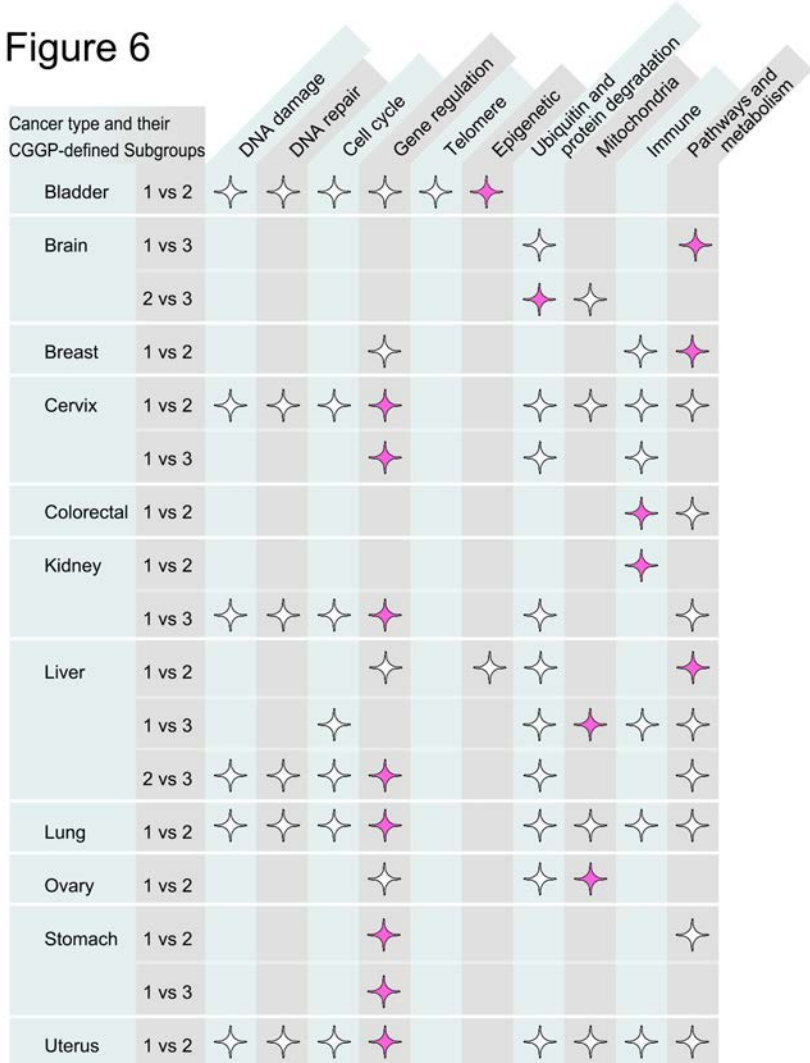 Figure 6
Cancer type and their
CGGP-defined Subgroups
DNA damage
DNA repair
Cell cycle
Gene regulation
Telomere
Epigenetic
Ubiquitin and
protein degradation
Mitochondria
Immune
Pathways and
metabolism
Bladder 1 vs 2
Brain 1 vs 3
2 vs 3
Breast 1 vs 2
Cervix 1 vs 2
1 vs 3
Colorectal 1 vs 2
Kidney 1 vs 2
1 vs 3
Liver 1 vs 2
1 vs 3
2 vs 3
Lung 1 vs 2
Ovary 1 vs 2
Stomach 1 vs 2
1 vs 3
Uterus 1 vs 2